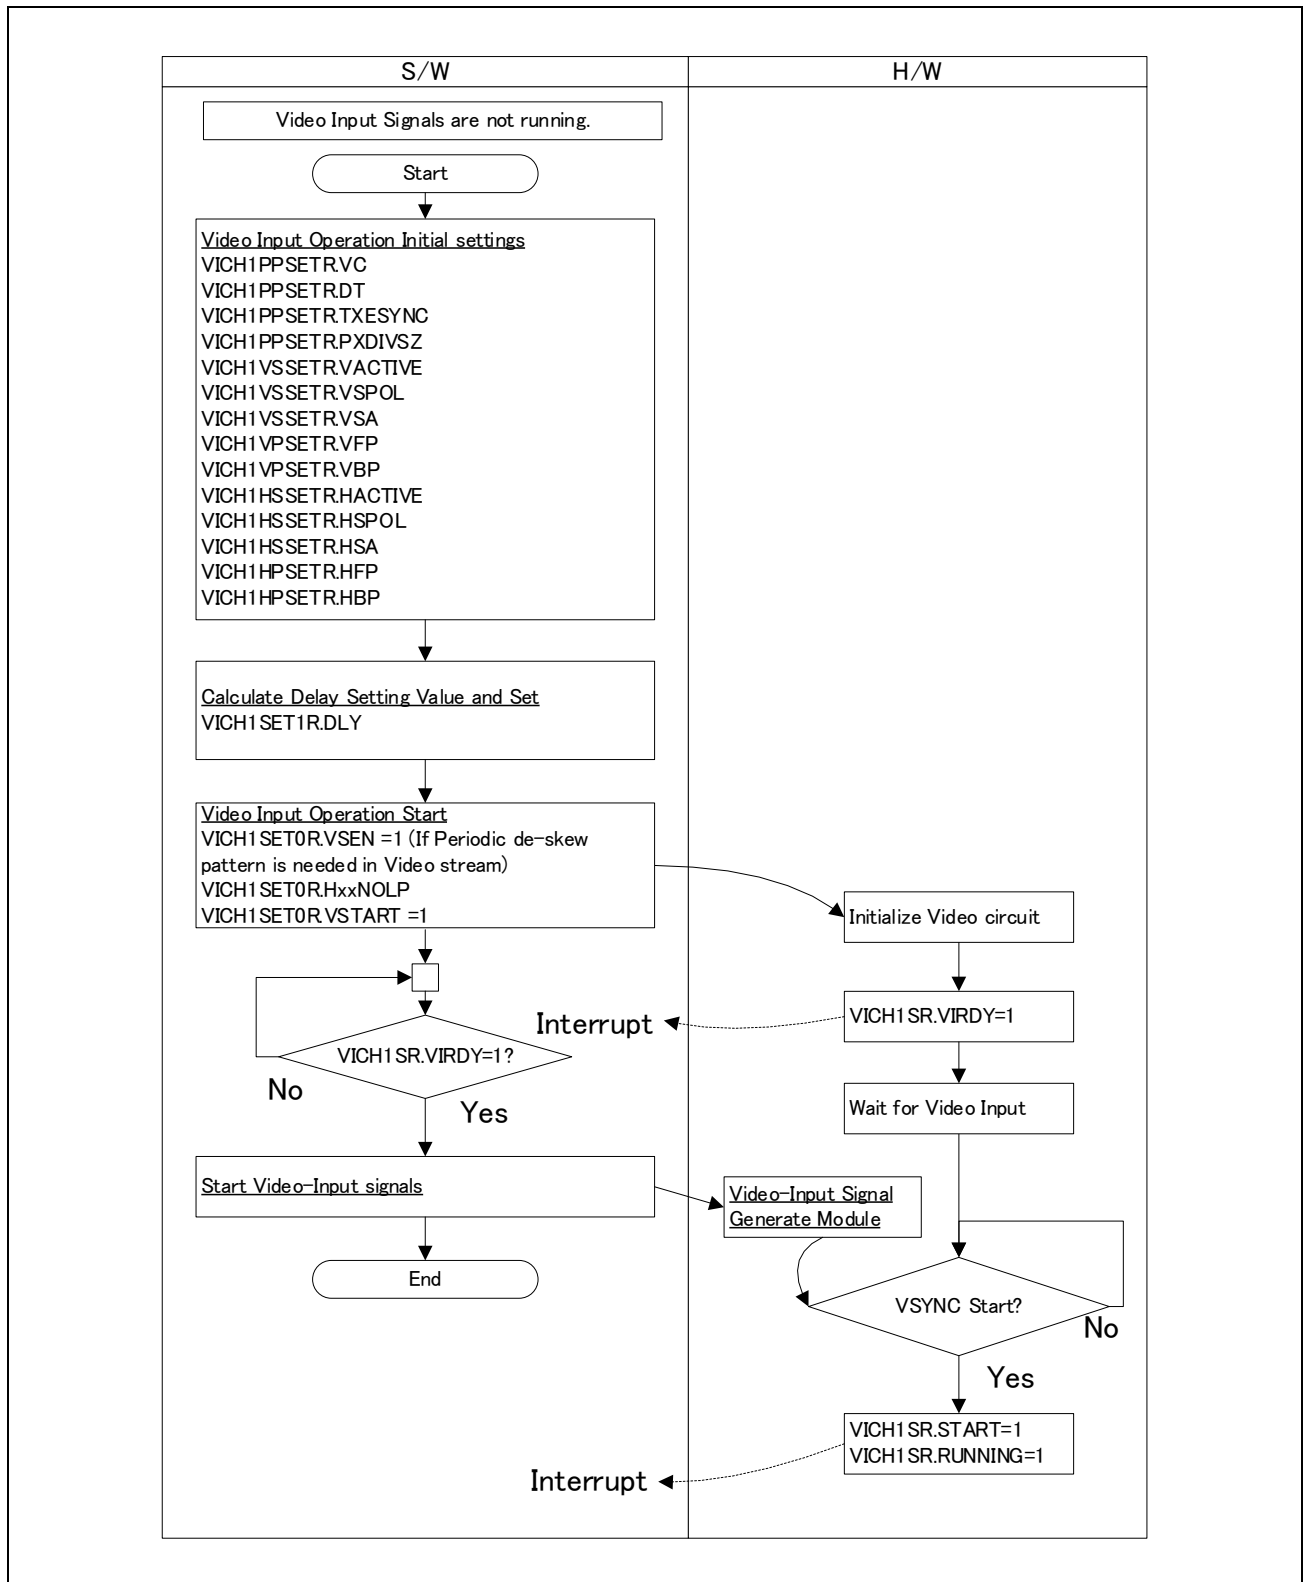 S/W
H/W
Video Input Signals are not running.
Start
Video Input Operation Initial settings
VICH1PPSETR.VC
VICH1PPSETR.DT
VICH1PPSETR.TXESYNC
VICH1PPSETR.PXDIVSZ
VICH1VSSETR.VACTIVE
VICH1VSSETR.VSPOL
VICH1VSSETR.VSA
VICH1VPSETR.VFP
VICH1VPSETR.VBP
VICH1HSSETR.HACTIVE
VICH1HSSETR.HSPOL
VICH1HSSETR.HSA
VICH1HPSETR.HFP
VICH1HPSETR.HBP
Calculate Delay Setting Value and Set
VICH1SET1R.DLY
Video Input Operation Start
VICH1SET0R.VSEN =1 (If Periodic de-skew
pattern is needed in Video stream)
VICH1SET0R.HxxNOLP
VICH1SET0R.VSTART =1
Initialize Video circuit
VICH1SR.VIRDY=1
Interrupt
VICH1SR.VIRDY=1?
No
Yes
Wait for Video Input
Start Video-Input signals
Video-Input Signal
Generate Module
End
VSYNC Start?
No
Yes
VICH1SR.START=1
VICH1SR.RUNNING=1
Interrupt